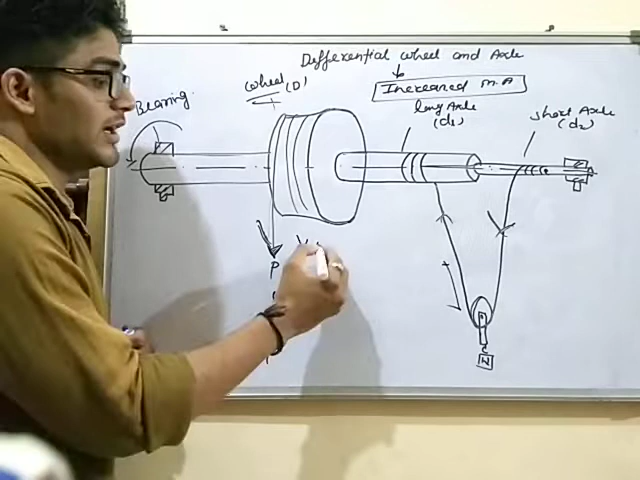 Differential wheel and Axle
Increased M.A
wheel (D)
Bearing
long Axle
(d1)
short Axle
(d2)
P
W